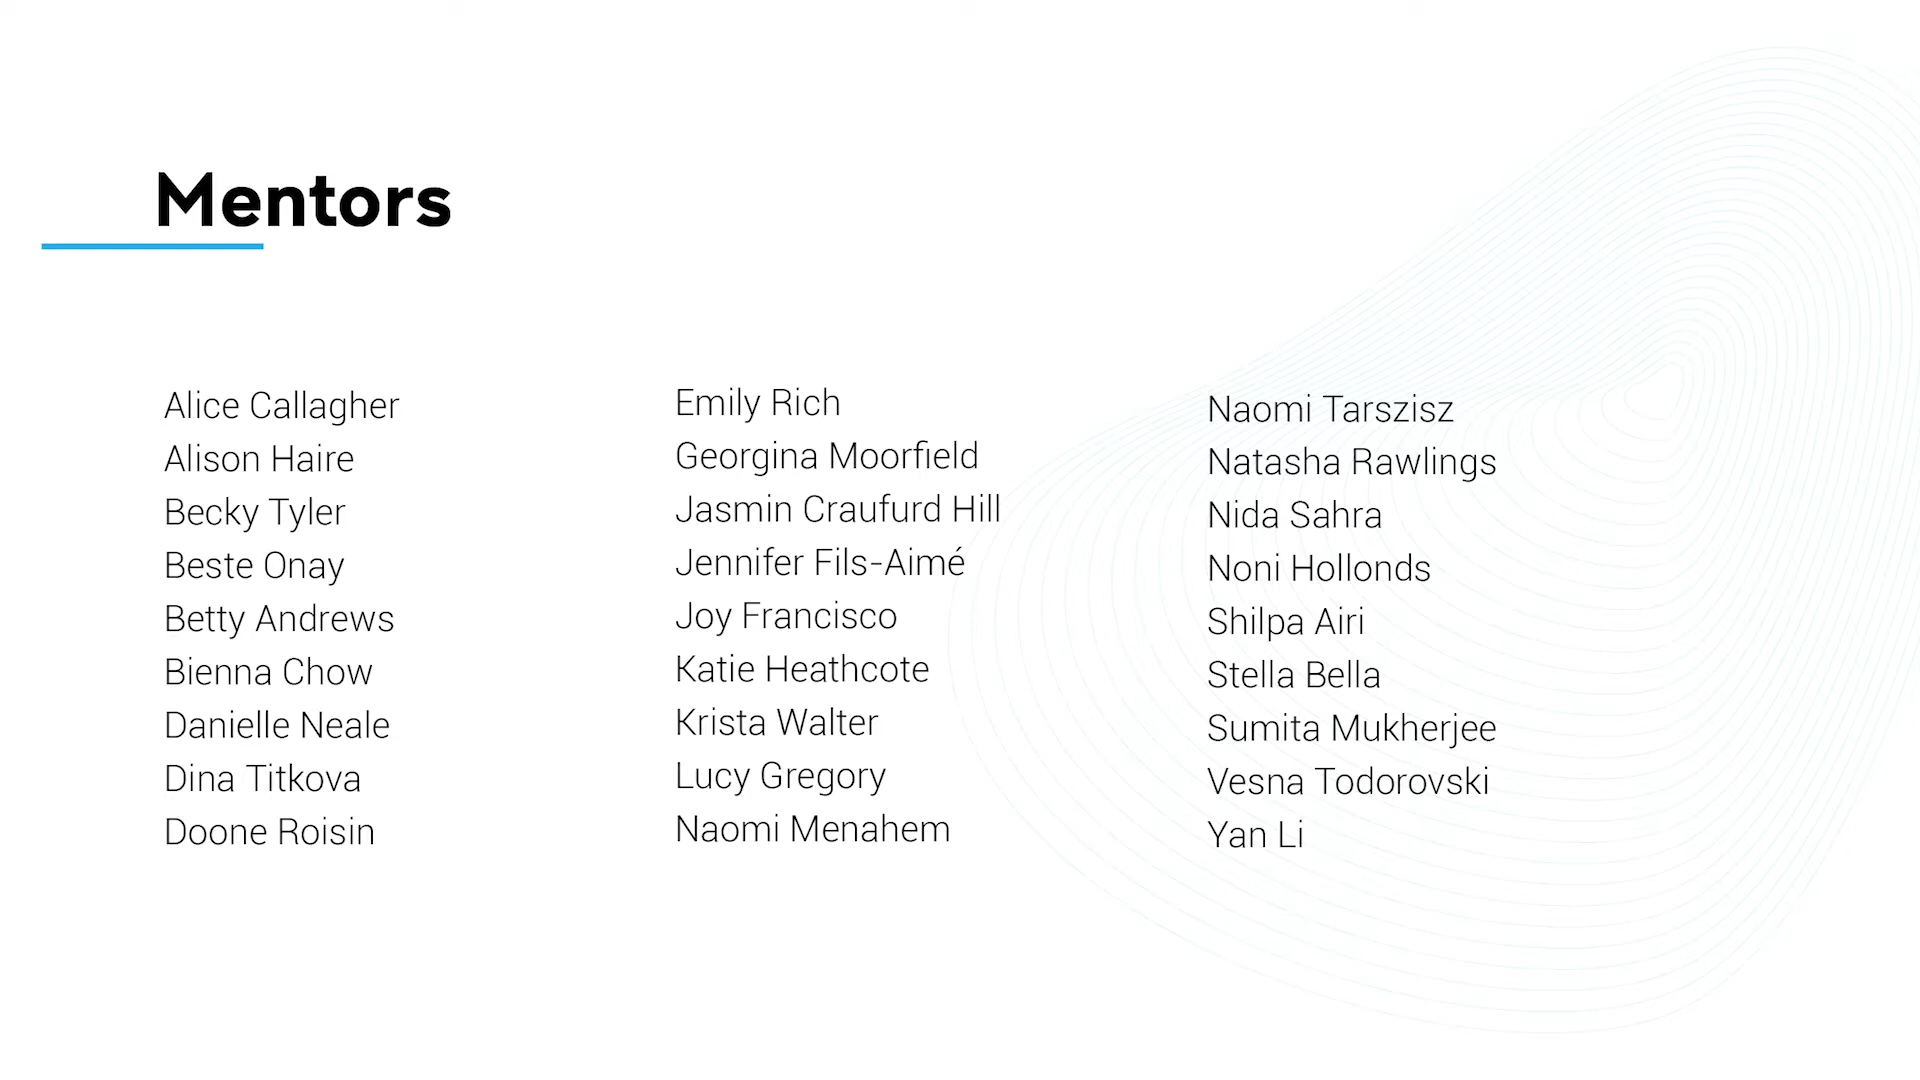 Mentors
Alice Callagher
Alison Haire
Becky Tyler
Beste Onay
Betty Andrews
Bienna Chow
Danielle Neale
Dina Titkova
Doone Roisin
Emily Rich
Georgina Moorfield
Jasmin Craufurd Hill
Jennifer Fils-Aimé
Joy Francisco
Katie Heathcote
Krista Walter
Lucy Gregory
Naomi Menahem
Naomi Tarszisz
Natasha Rawlings
Nida Sahra
Noni Hollonds
Shilpa Airi
Stella Bella
Sumita Mukherjee
Vesna Todorovski
Yan Li